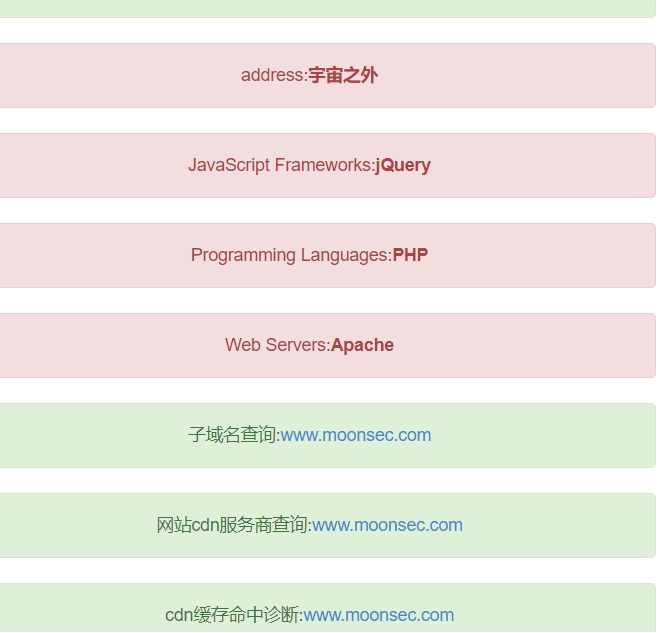 address:宇宙之外
JavaScript Frameworks:jQuery
Programming Languages:PHP
Web Servers:Apache
子域名查询:www.moonsec.com
网站cdn服务商查询:www.moonsec.com
cdn缓存命中诊断:www.moonsec.com